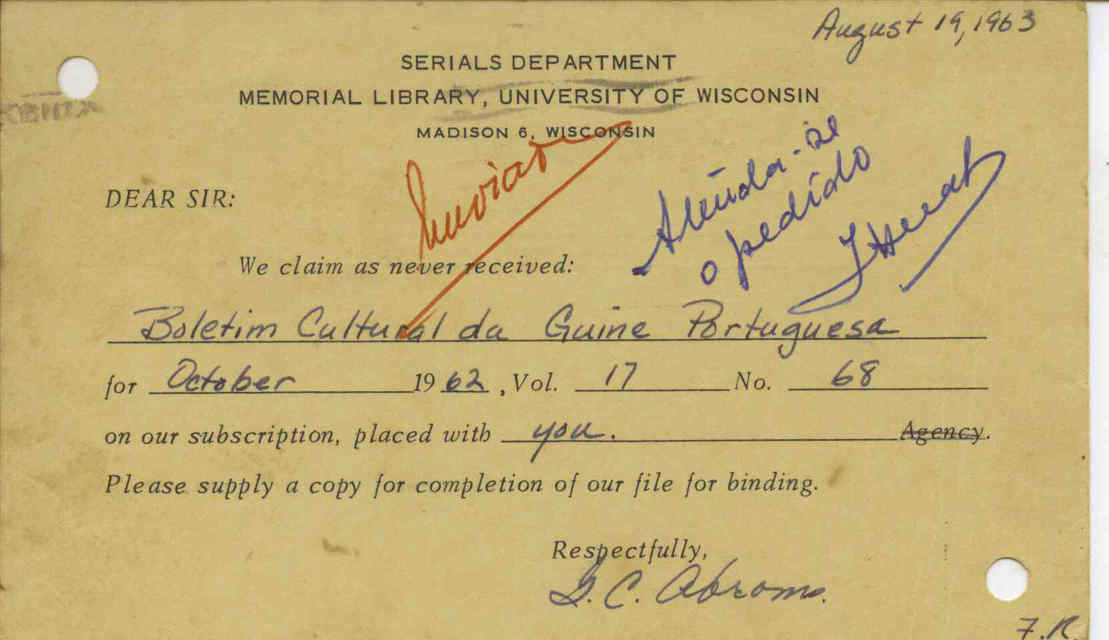 August 19, 1963
SERIALS DEPARTMENT
MEMORIAL LIBRARY, UNIVERSITY OF WISCONSIN
MADISON 6, WISCONSIN
DEAR SIR:
Atenda-se
o pedido
We claim as never received:
Boletim Cultural da Guine Portuguesa
for October 1962, Vol. 17 No. 68
on our subscription, placed with you. Agency.
Please supply a copy for completion of our file for binding.
Respectfully,
C. Abrams.
7.R